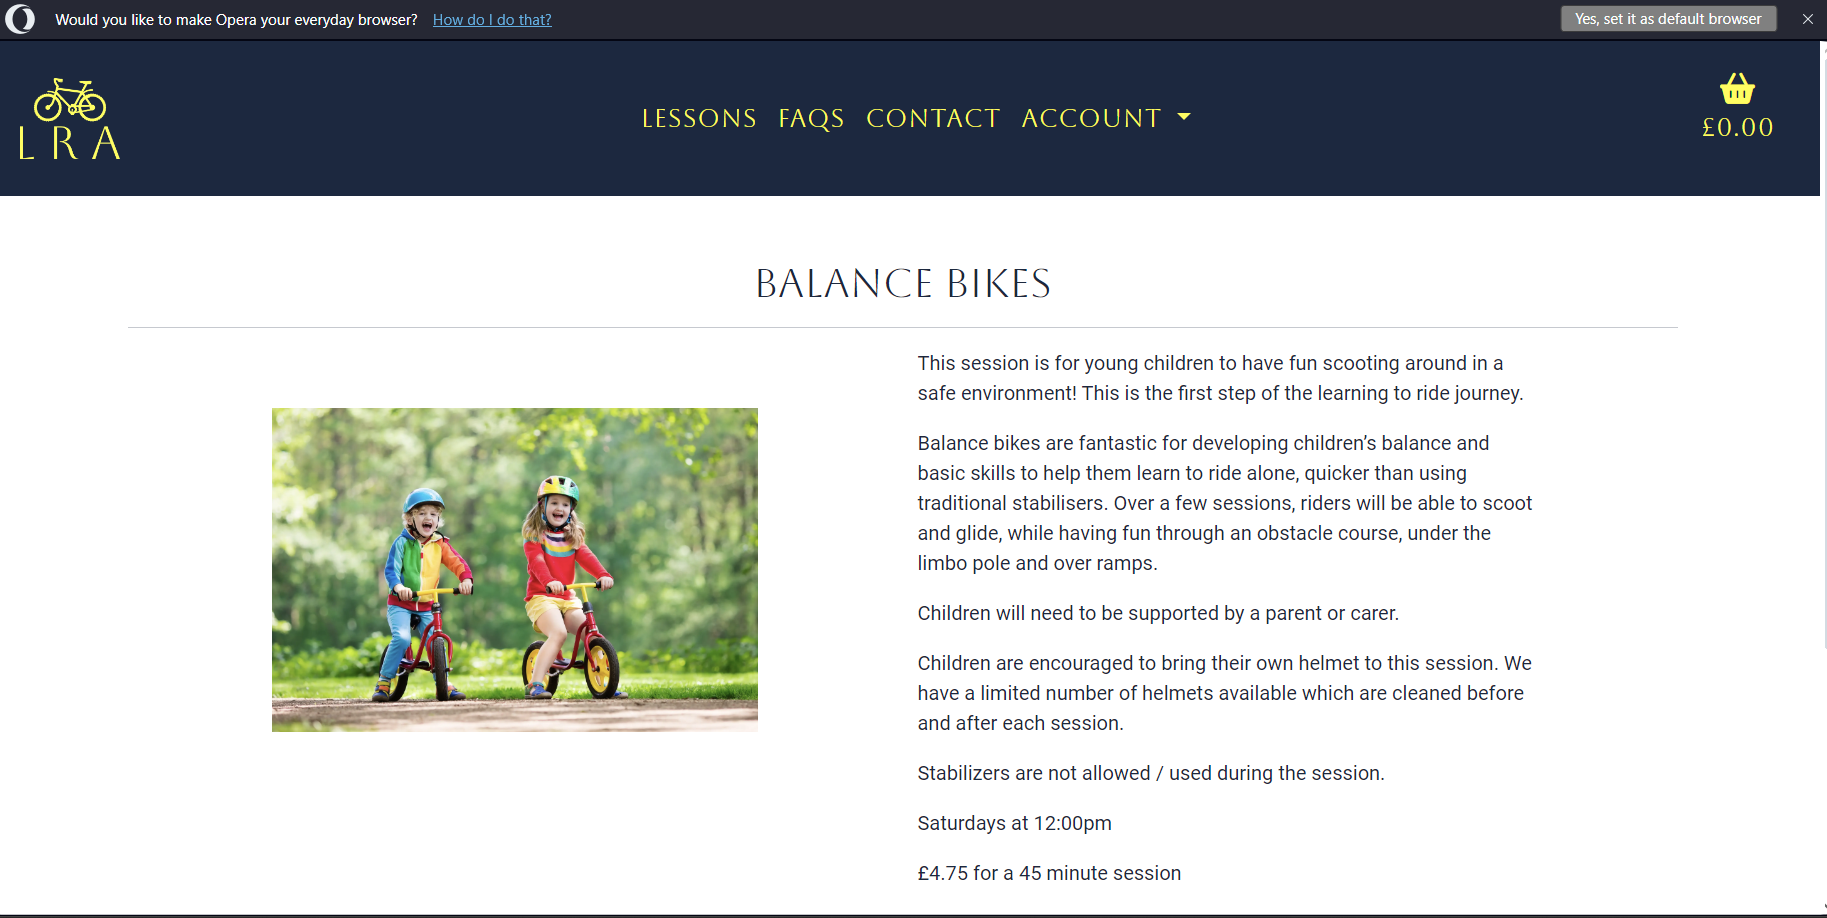 Would you like to make Opera your everyday browser? How do I do that? Yes, set it as default browser
LRA
LESSONS FAQS CONTACT ACCOUNT
£0.00
BALANCE BIKES
This session is for young children to have fun scooting around in a
safe environment! This is the first step of the learning to ride journey.
Balance bikes are fantastic for developing children’s balance and
basic skills to help them learn to ride alone, quicker than using
traditional stabilisers. Over a few sessions, riders will be able to scoot
and glide, while having fun through an obstacle course, under the
limbo pole and over ramps.
Children will need to be supported by a parent or carer.
Children are encouraged to bring their own helmet to this session. We
have a limited number of helmets available which are cleaned before
and after each session.
Stabilizers are not allowed / used during the session.
Saturdays at 12:00pm
£4.75 for a 45 minute session